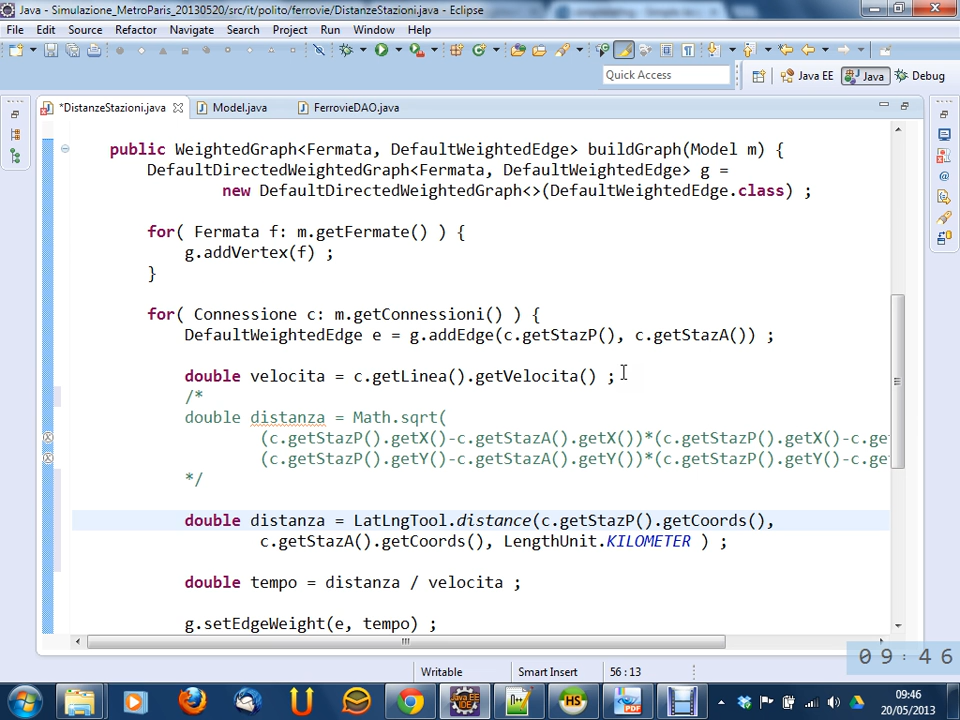 Java - Simulazione_MetroParis_20130520/src/it/polito/ferrovie/DistanzeStazioni.java - Eclipse
File Edit Source Refactor Navigate Search Project Run Window Help
Quick Access
Java EE Java Debug
*DistanzeStazioni.java Model.java FerrovieDAO.java
public WeightedGraph<Fermata, DefaultWeightedEdge> buildGraph(Model m) {
DefaultDirectedWeightedGraph<Fermata, DefaultWeightedEdge> g =
new DefaultDirectedWeightedGraph<>(DefaultWeightedEdge.class) ;
for( Fermata f: m.getFermate() ) {
g.addVertex(f) ;
}
for( Connessione c: m.getConnessioni() ) {
DefaultWeightedEdge e = g.addEdge(c.getStazP(), c.getStazA()) ;
double velocita = c.getLinea().getVelocita() ;
/*
double distanza = Math.sqrt(
(c.getStazP().getX()-c.getStazA().getX())*(c.getStazP().getX()-c.ge
(c.getStazP().getY()-c.getStazA().getY())*(c.getStazP().getY()-c.ge
*/
double distanza = LatLngTool.distance(c.getStazP().getCoords(),
c.getStazA().getCoords(), LengthUnit.KILOMETER ) ;
double tempo = distanza / velocita ;
g.setEdgeWeight(e, tempo) ;
09:46
Writable Smart Insert 56 : 13
09:46
20/05/2013